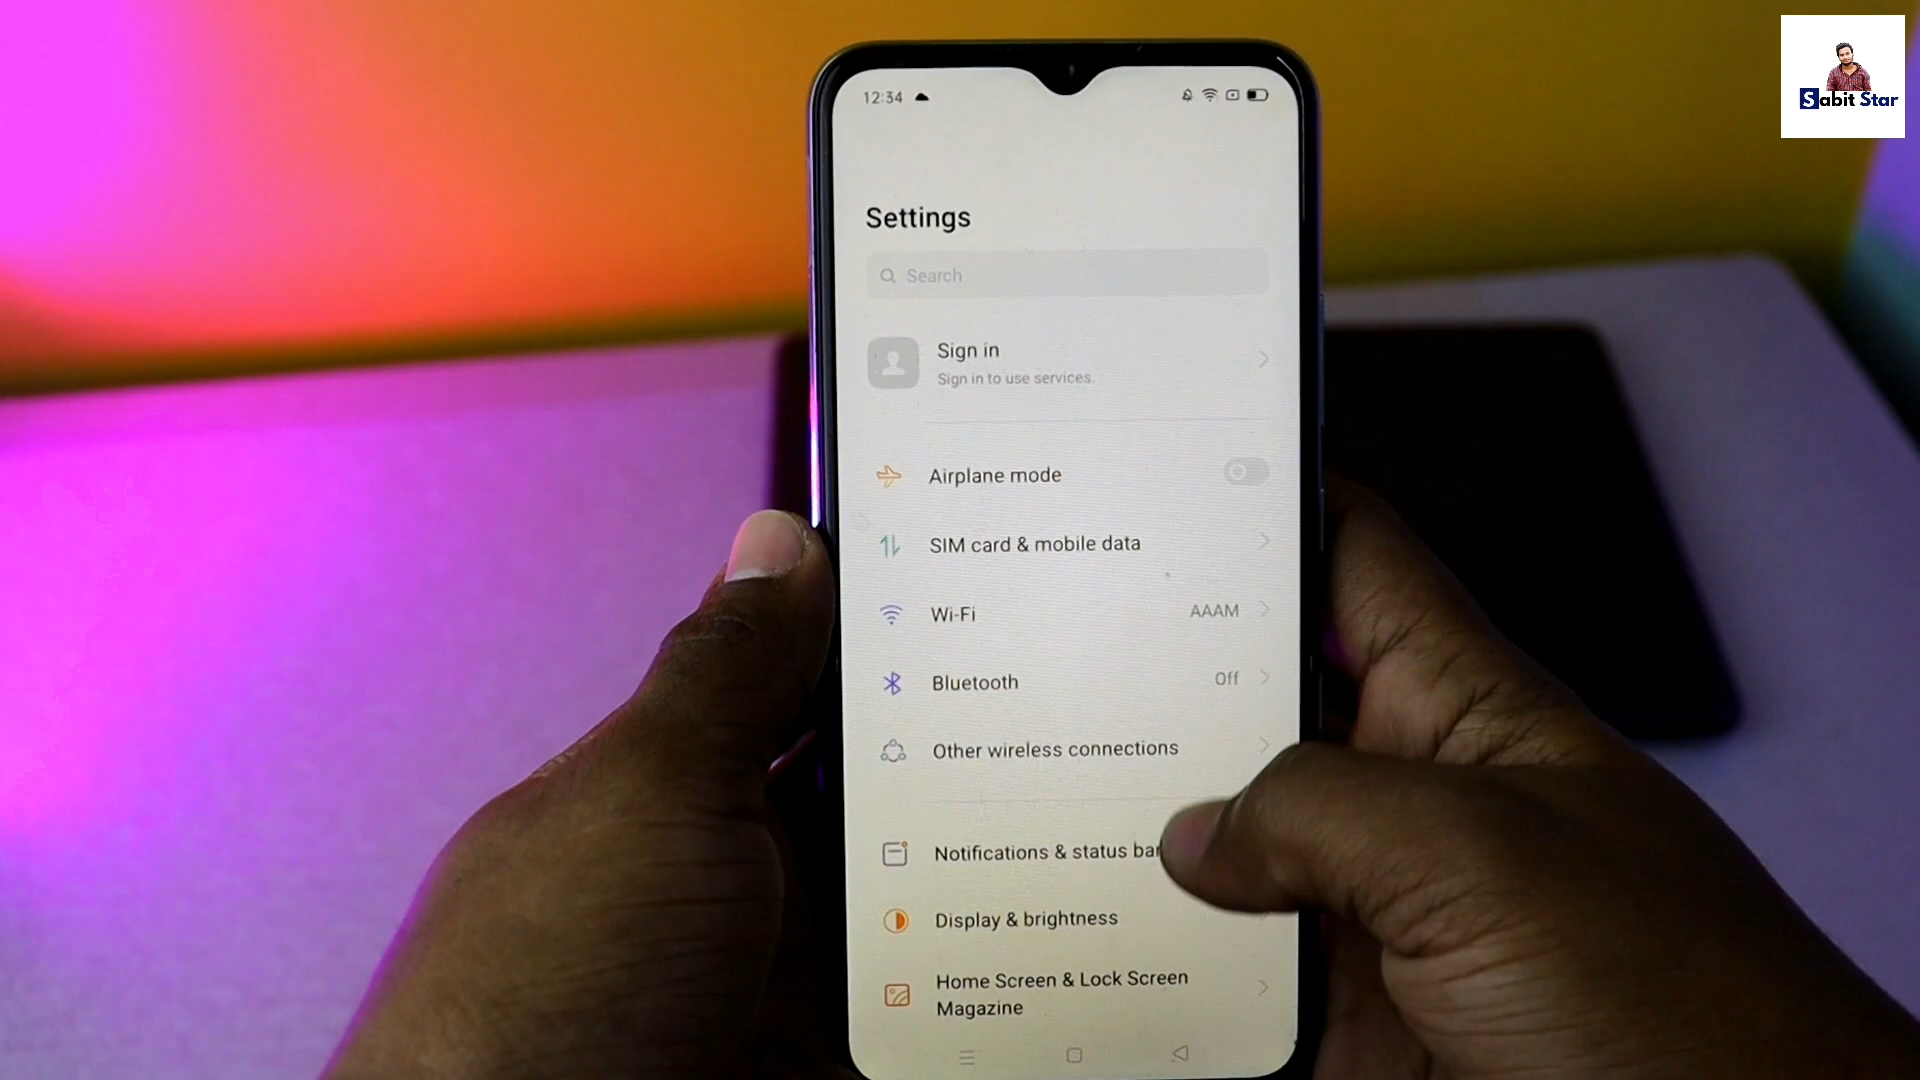 Sabit Star
12:34
Settings
Search
Sign in
Sign in to use services.
Airplane mode
SIM card & mobile data
Wi-Fi AAAM
Bluetooth Off
Other wireless connections
Notifications & status bar
Display & brightness
Home Screen & Lock Screen
Magazine